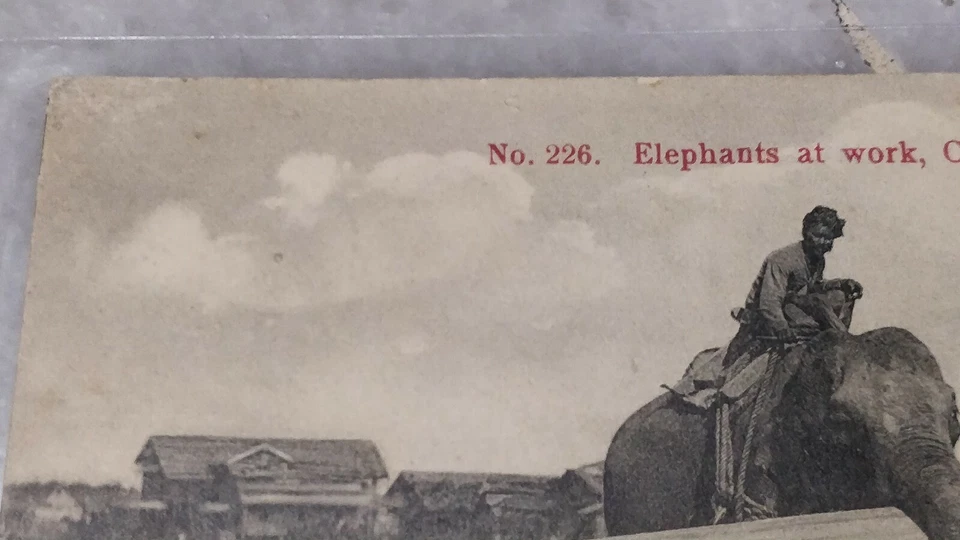 No. 226. Elephants at work,